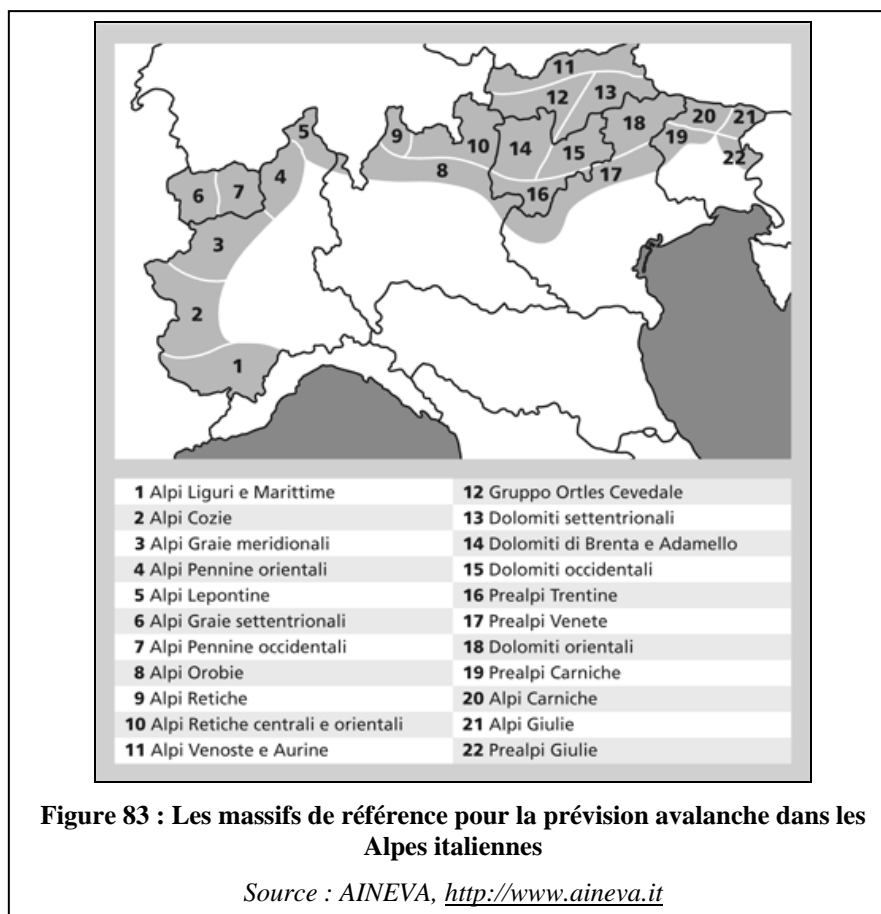 11
12
13
5
9
10
14
18
20
21
15
19
22
6
7
4
8
16
17
3
2
1
1 Alpi Liguri e Marittime
2 Alpi Cozie
3 Alpi Graie meridionali
4 Alpi Pennine orientali
5 Alpi Lepontine
6 Alpi Graie settentrionali
7 Alpi Pennine occidentali
8 Alpi Orobie
9 Alpi Retiche
10 Alpi Retiche centrali e orientali
11 Alpi Venoste e Aurine
12 Gruppo Ortles Cevedale
13 Dolomiti settentrionali
14 Dolomiti di Brenta e Adamello
15 Dolomiti occidentali
16 Prealpi Trentine
17 Prealpi Venete
18 Dolomiti orientali
19 Prealpi Carniche
20 Alpi Carniche
21 Alpi Giulie
22 Prealpi Giulie
Figure 83 : Les massifs de référence pour la prévision avalanche dans les
Alpes italiennes
Source : AINEVA, http://www.aineva.it